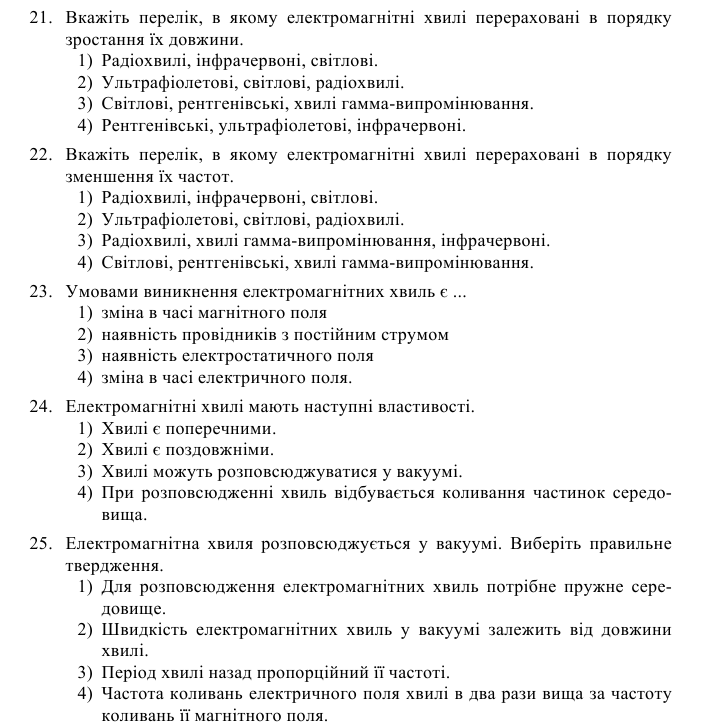 21. Вкажіть перелік, в якому електромагнітні хвилі перераховані в порядку
зростання їх довжини.
1) Радіохвилі, інфрачервоні, світлові.
2) Ультрафіолетові, світлові, радіохвилі.
3) Світлові, рентгенівські, хвилі гамма-випромінювання.
4) Рентгенівські, ультрафіолетові, інфрачервоні.
22. Вкажіть перелік, в якому електромагнітні хвилі перераховані в порядку
зменшення їх частот.
1) Радіохвилі, інфрачервоні, світлові.
2) Ультрафіолетові, світлові, радіохвилі.
3) Радіохвилі, хвилі гамма-випромінювання, інфрачервоні.
4) Світлові, рентгенівські, хвилі гамма-випромінювання.
23. Умовами виникнення електромагнітних хвиль є ...
1) зміна в часі магнітного поля
2) наявність провідників з постійним струмом
3) наявність електростатичного поля
4) зміна в часі електричного поля.
24. Електромагнітні хвилі мають наступні властивості.
1) Хвилі є поперечними.
2) Хвилі є поздовжніми.
3) Хвилі можуть розповсюджуватися у вакуумі.
4) При розповсюдженні хвиль відбувається коливання частинок середо-
вища.
25. Електромагнітна хвиля розповсюджується у вакуумі. Виберіть правильне
твердження.
1) Для розповсюдження електромагнітних хвиль потрібне пружне сере-
довище.
2) Швидкість електромагнітних хвиль у вакуумі залежить від довжини
хвилі.
3) Період хвилі назад пропорційний її частоті.
4) Частота коливань електричного поля хвилі в два рази вища за частоту
коливань її магнітного поля.